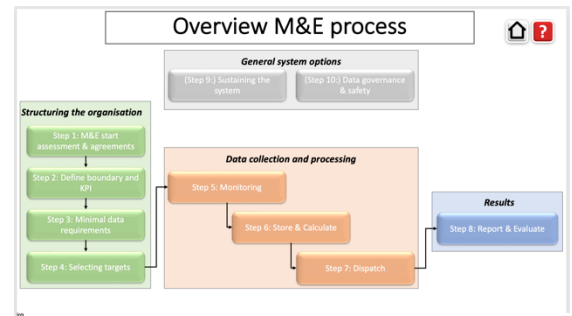 Overview M&E process
?
General system options
(Step 9:) Sustaining the
system
(Step 10:) Data governance
& safety
Structuring the organisation
Step 1: M&E start
assessment & agreements
Step 2: Define boundary and
KPI
Step 3: Minimal data
requirements
Step 4: Selecting targets
Data collection and processing
Step 5: Monitoring
Step 6: Store & Calculate
Step 7: Dispatch
Results
Step 8: Report & Evaluate